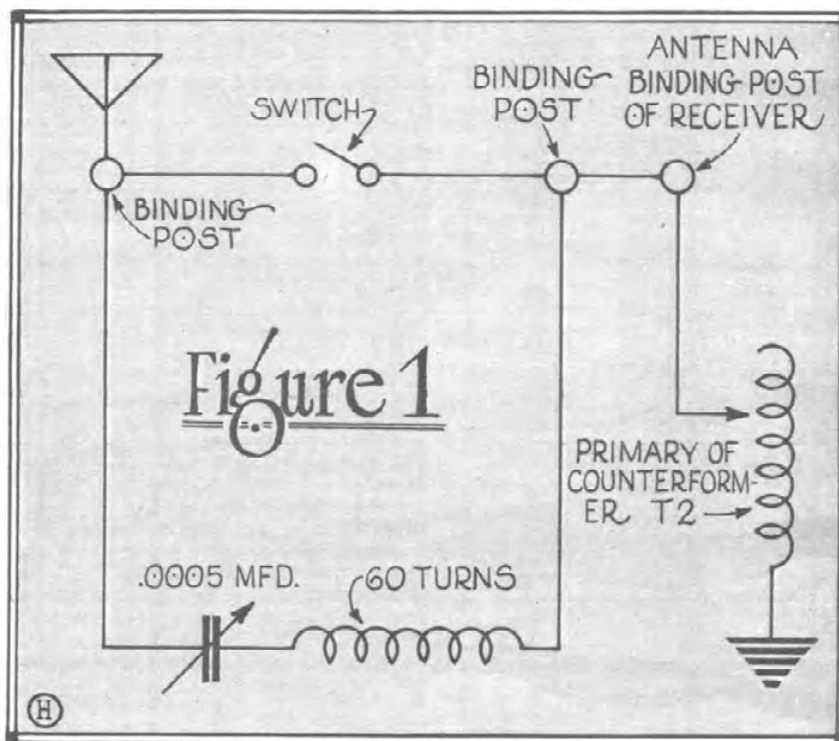 ANTENNA
BINDING POST
OF RECEIVER
BINDING
POST
SWITCH
BINDING
POST
Figure 1
PRIMARY OF
COUNTERFORM-
ER T2
.0005 MFD.
60 TURNS
H